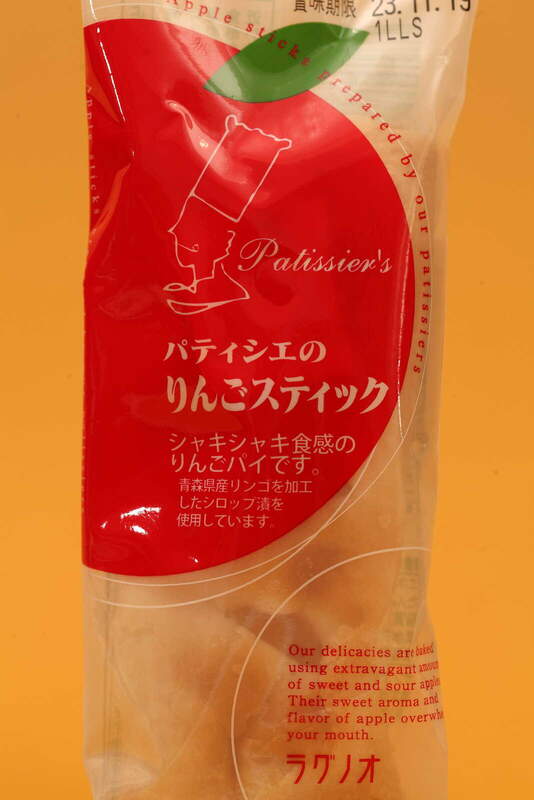 賞味期限 23.11.19
1LLS
Apple sticks prepared by our patissiers
Apple sticks
Patissier's
パティシエの
りんごスティック
シャキシャキ食感の
りんごパイです。
青森県産リンゴを加工
したシロップ漬を
使用しています。
Our delicacies are baked
using extravagant
of sweet and sour
Their sweet aroma and
flavor of apple
your mouth.
ラグノオ